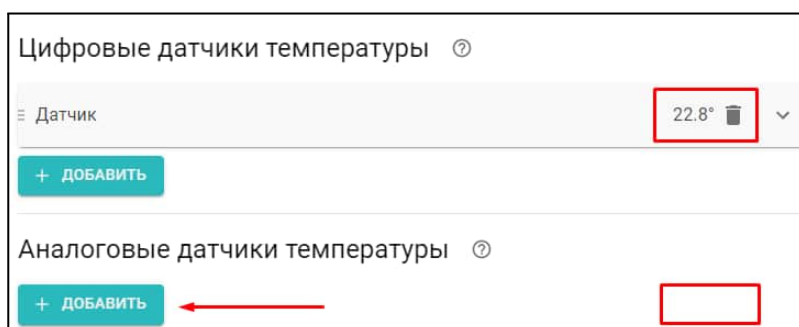 Цифровые датчики температуры ?
Датчик 22.8°
+ ДОБАВИТЬ
Аналоговые датчики температуры ?
+ ДОБАВИТЬ